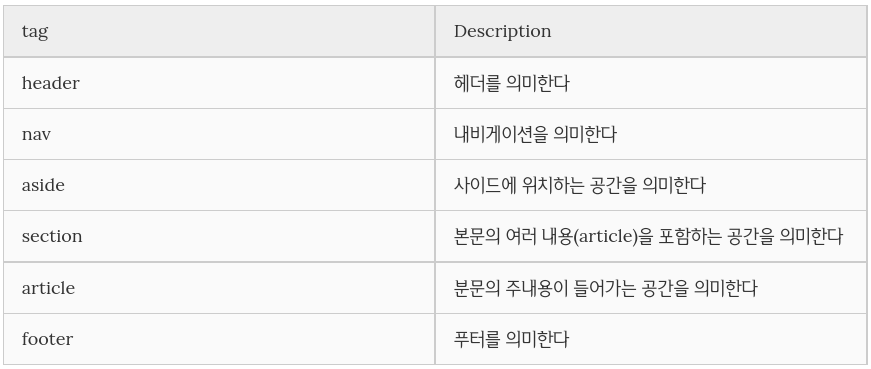 tag Description
header 헤더를 의미한다
nav 내비게이션을 의미한다
aside 사이드에 위치하는 공간을 의미한다
section 본문의 여러 내용(article)을 포함하는 공간을 의미한다
article 분문의 주내용이 들어가는 공간을 의미한다
footer 푸터를 의미한다